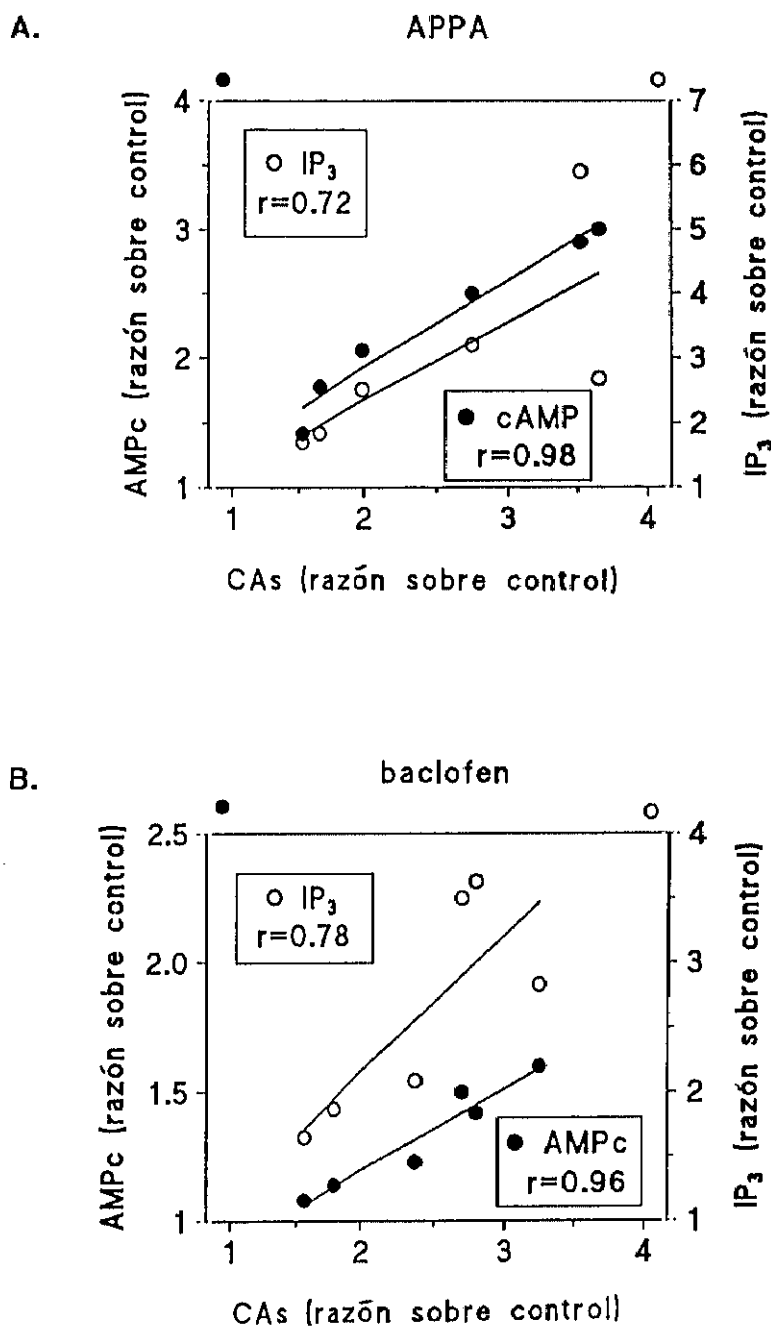 A.
APPA
AMPc (razón sobre control)
4
3
2
1
IP₃
r=0.72
cAMP
r=0.98
7
6
5
4
3
2
1
IP₃ (razón sobre control)
1 2 3 4
CAs (razón sobre control)
B.
baclofen
AMPc (razón sobre control)
2.5
2.0
1.5
1
IP₃
r=0.78
AMPc
r=0.96
4
3
2
1
IP₃ (razón sobre control)
1 2 3 4
CAs (razón sobre control)